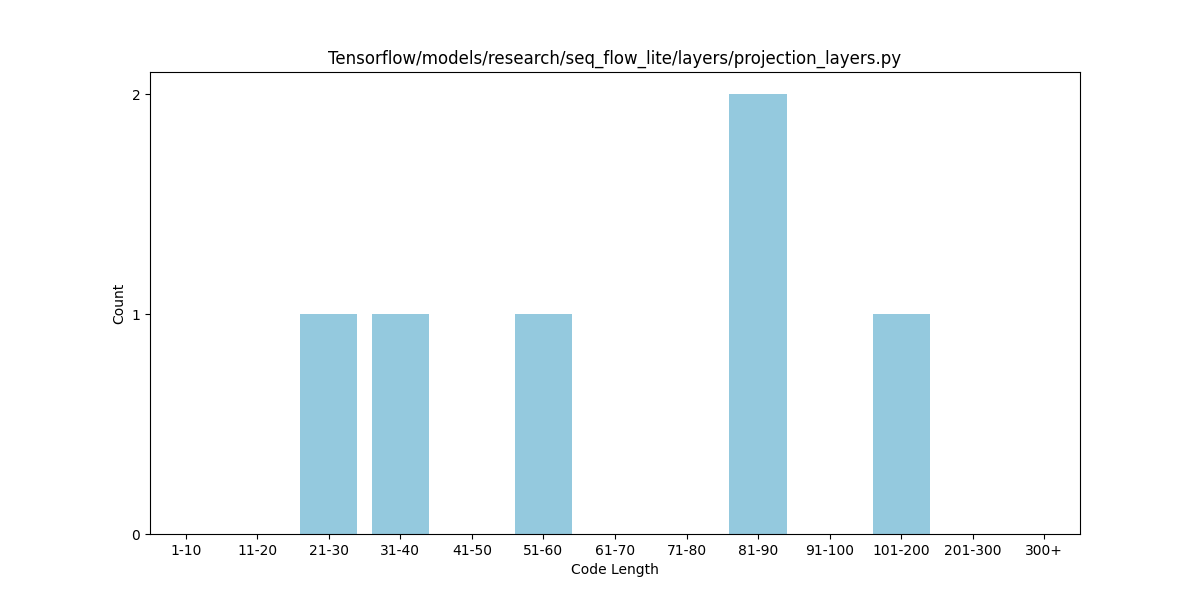 Tensorflow/models/research/seq_flow_lite/layers/projection_layers.py
2
1
0
Count
1-10 11-20 21-30 31-40 41-50 51-60 61-70 71-80 81-90 91-100 101-200 201-300 300+
Code Length